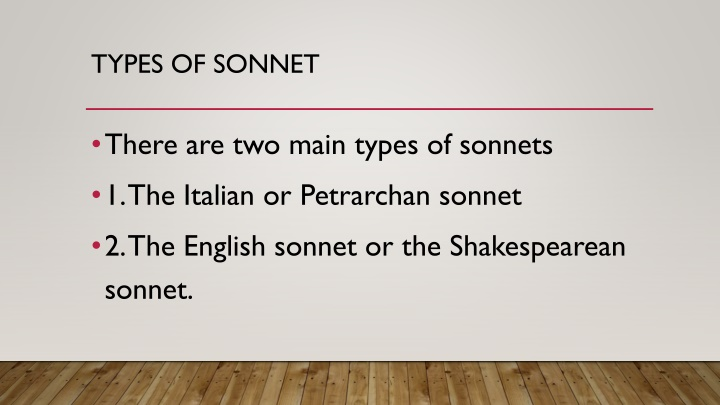 TYPES OF SONNET
•There are two main types of sonnets
•1.The Italian or Petrarchan sonnet
•2.The English sonnet or the Shakespearean
sonnet.